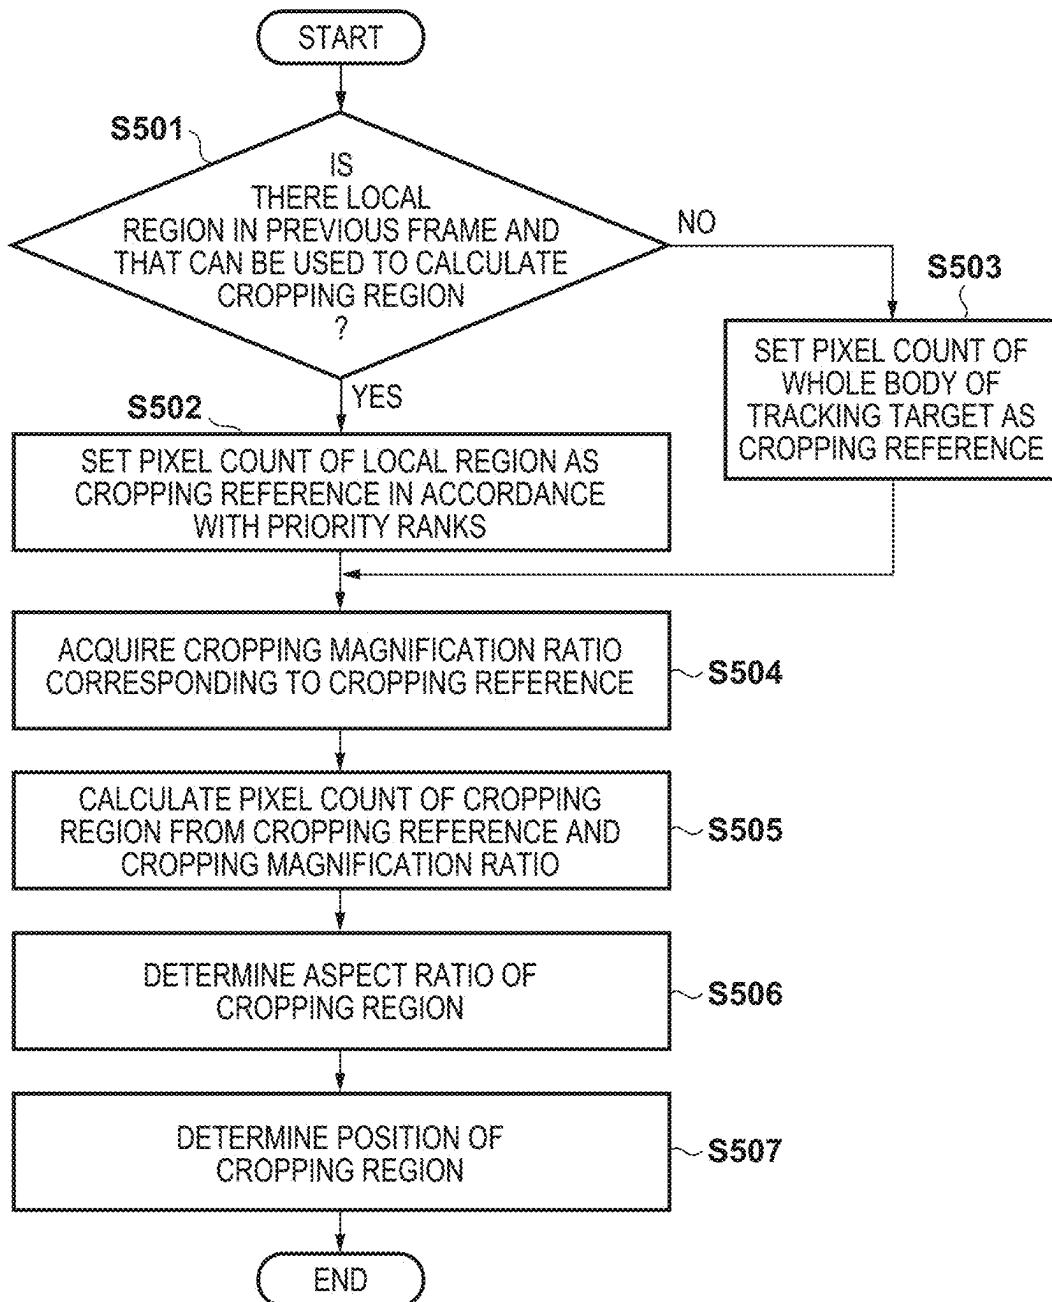 START
S501
IS
THERE LOCAL
REGION IN PREVIOUS FRAME AND
THAT CAN BE USED TO CALCULATE
CROPPING REGION
?
NO
YES
S503
SET PIXEL COUNT OF
WHOLE BODY OF
TRACKING TARGET AS
CROPPING REFERENCE
S502
SET PIXEL COUNT OF LOCAL REGION AS
CROPPING REFERENCE IN ACCORDANCE
WITH PRIORITY RANKS
ACQUIRE CROPPING MAGNIFICATION RATIO
CORRESPONDING TO CROPPING REFERENCE
S504
CALCULATE PIXEL COUNT OF CROPPING
REGION FROM CROPPING REFERENCE AND
CROPPING MAGNIFICATION RATIO
S505
DETERMINE ASPECT RATIO OF
CROPPING REGION
S506
DETERMINE POSITION OF
CROPPING REGION
S507
END